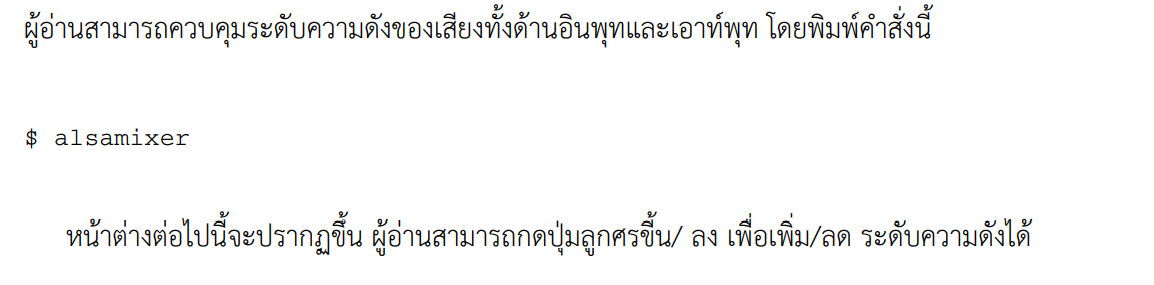 ผู้อ่านสามารถควบคุมระดับความดังของเสียงทั้งด้านอินพุทและเอาท์พุท โดยพิมพ์คำสั่งนี้
$ alsamixer
หน้าต่างต่อไปนี้จะปรากฏขึ้น ผู้อ่านสามารถกดปุ่มลูกศรขึ้น/ ลง เพื่อเพิ่ม/ลด ระดับความดังได้